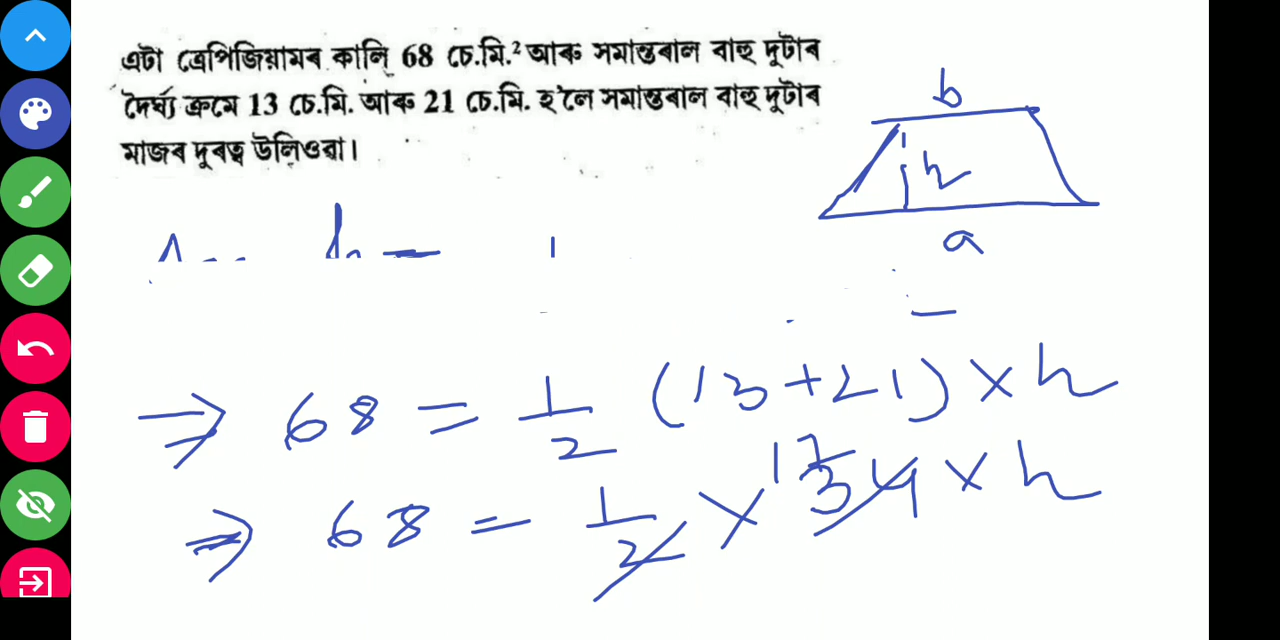 এটা ত্ৰেপিজিয়ামৰ কালি 68 চে.মি.² আৰু সমান্তৰাল বাহু দুটাৰ
দৈৰ্ঘ্য ক্ৰমে 13 চে.মি. আৰু 21 চে.মি. হ'লে সমান্তৰাল বাহু দুটাৰ
মাজৰ দূৰত্ব উলিওৱা।
b
h
a
⇒ 68 = 1/2 (13+21) × h
⇒ 68 = 1/2 × 34 17 × h